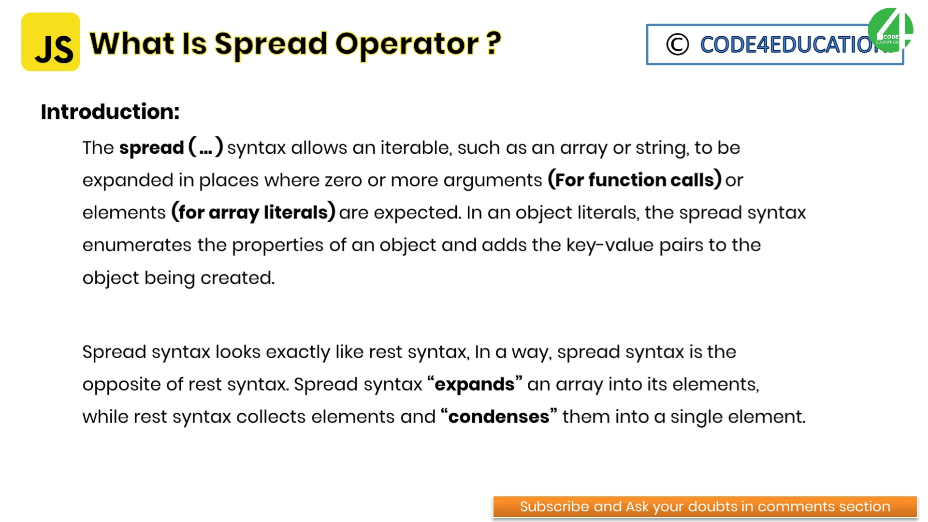 JS
What Is Spread Operator ?
© CODE4EDUCATION
4
CODE
EDUCATION
Introduction:
The spread (...) syntax allows an iterable, such as an array or string, to be
expanded in places where zero or more arguments (For function calls) or
elements (for array literals) are expected. In an object literals, the spread syntax
enumerates the properties of an object and adds the key-value pairs to the
object being created.
Spread syntax looks exactly like rest syntax, In a way, spread syntax is the
opposite of rest syntax. Spread syntax “expands” an array into its elements,
while rest syntax collects elements and “condenses” them into a single element.
Subscribe and Ask your doubts in comments section